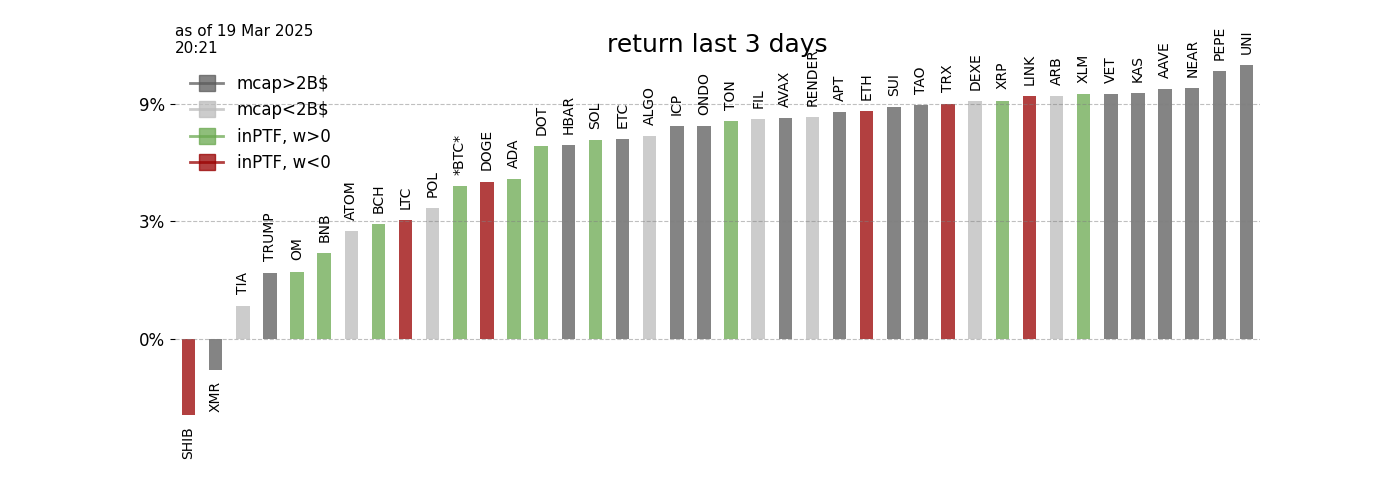 as of 19 Mar 2025
20:21
return last 3 days
mcap>2B$
mcap<2B$
inPTF, w>0
inPTF, w<0
9%
3%
0%
SHIB
XMR
TIA
TRUMP
OM
BNB
ATOM
BCH
LTC
POL
*BTC*
DOGE
ADA
DOT
HBAR
SOL
ETC
ALGO
ICP
ONDO
TON
FIL
AVAX
RENDER
APT
ETH
SUI
TAO
TRX
DEXE
XRP
LINK
ARB
XLM
VET
KAS
AAVE
NEAR
PEPE
UNI